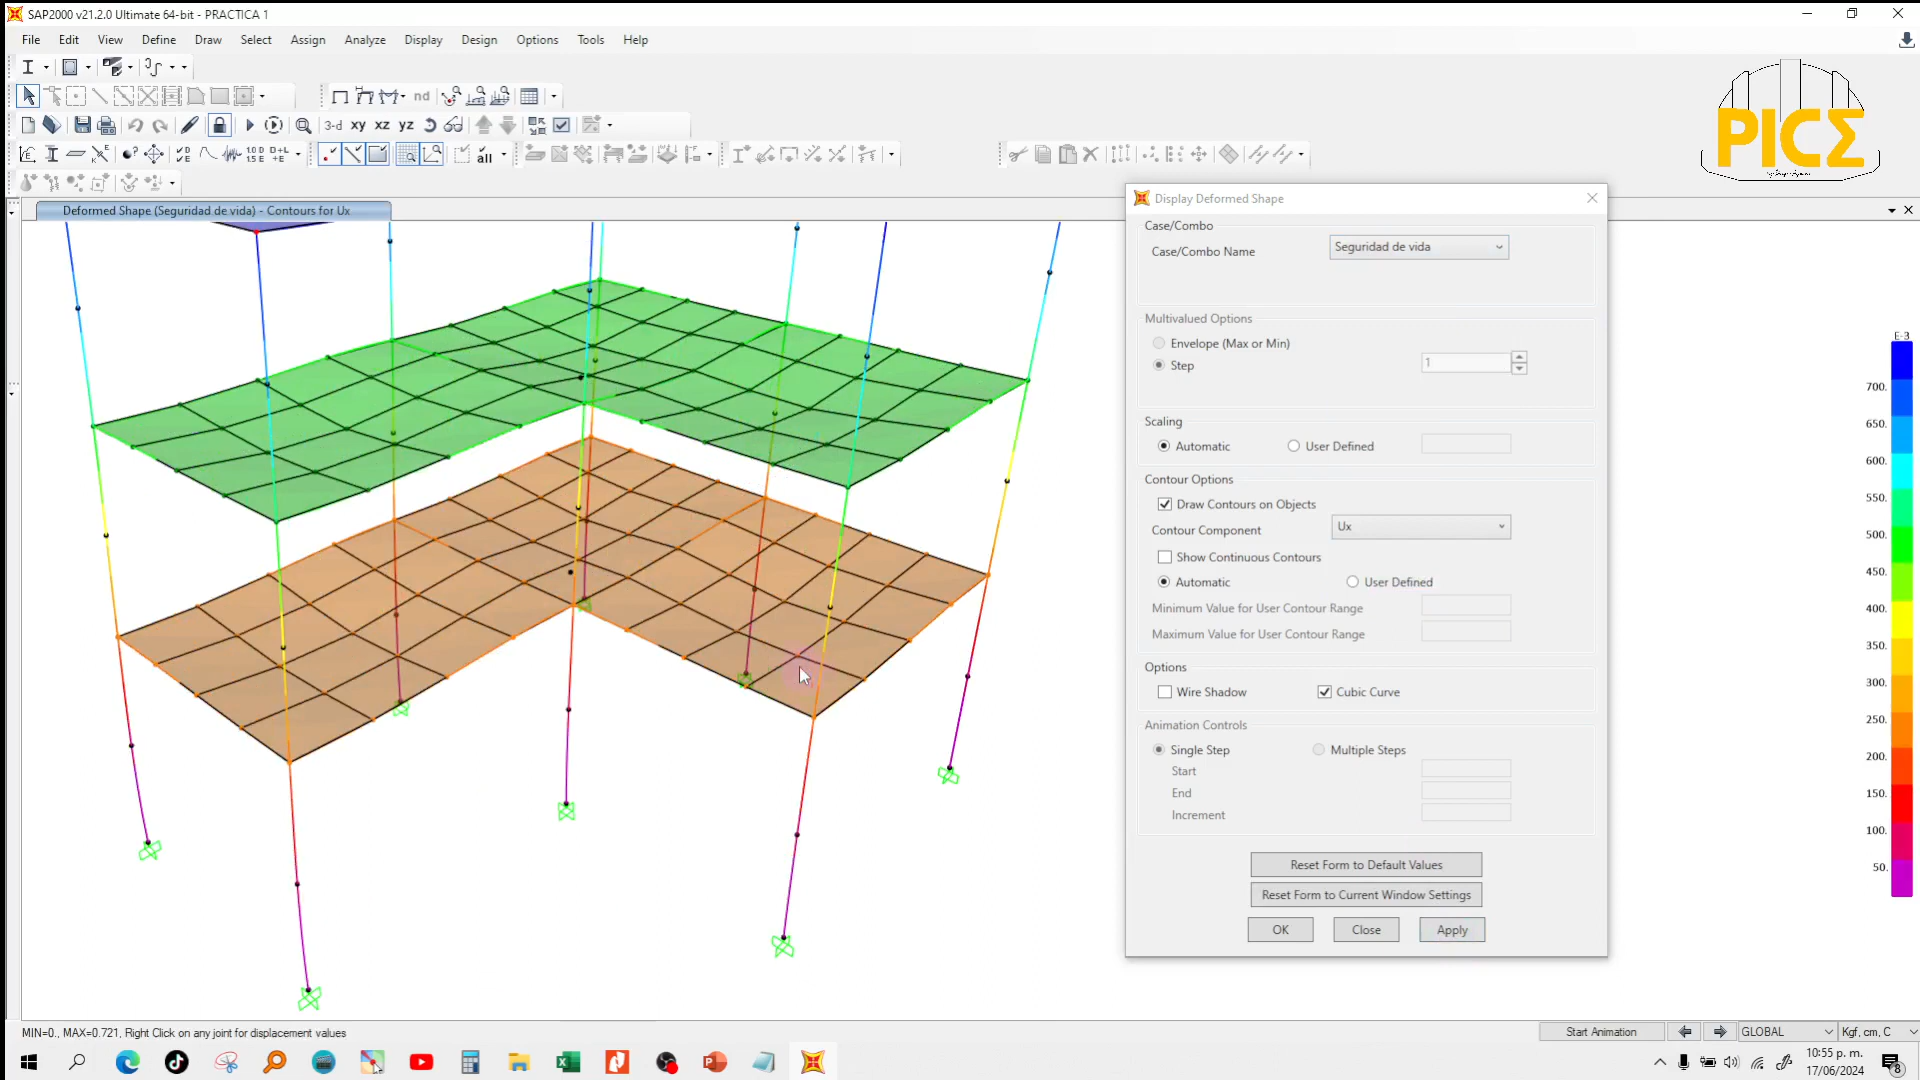 SAP2000 v21.2.0 Ultimate 64-bit - PRACTICA 1
File Edit View Define Draw Select Assign Analyze Display Design Options Tools Help
nd
3-d xy xz yz
all
PICΣ
Deformed Shape (Seguridad de vida) - Contours for Ux
Display Deformed Shape
Case/Combo
Case/Combo Name Seguridad de vida
Multivalued Options
Envelope (Max or Min)
Step 1
Scaling
Automatic User Defined
Contour Options
Draw Contours on Objects
Contour Component Ux
Show Continuous Contours
Automatic User Defined
Minimum Value for User Contour Range
Maximum Value for User Contour Range
Options
Wire Shadow Cubic Curve
Animation Controls
Single Step Multiple Steps
Start
End
Increment
Reset Form to Default Values
Reset Form to Current Window Settings
OK Close Apply
E-3
700.
650.
600.
550.
500.
450.
400.
350.
300.
250.
200.
150.
100.
50.
MIN=0., MAX=0.721, Right Click on any joint for displacement values
Start Animation GLOBAL Kgf, cm, C
10:55 p. m.
17/06/2024
8